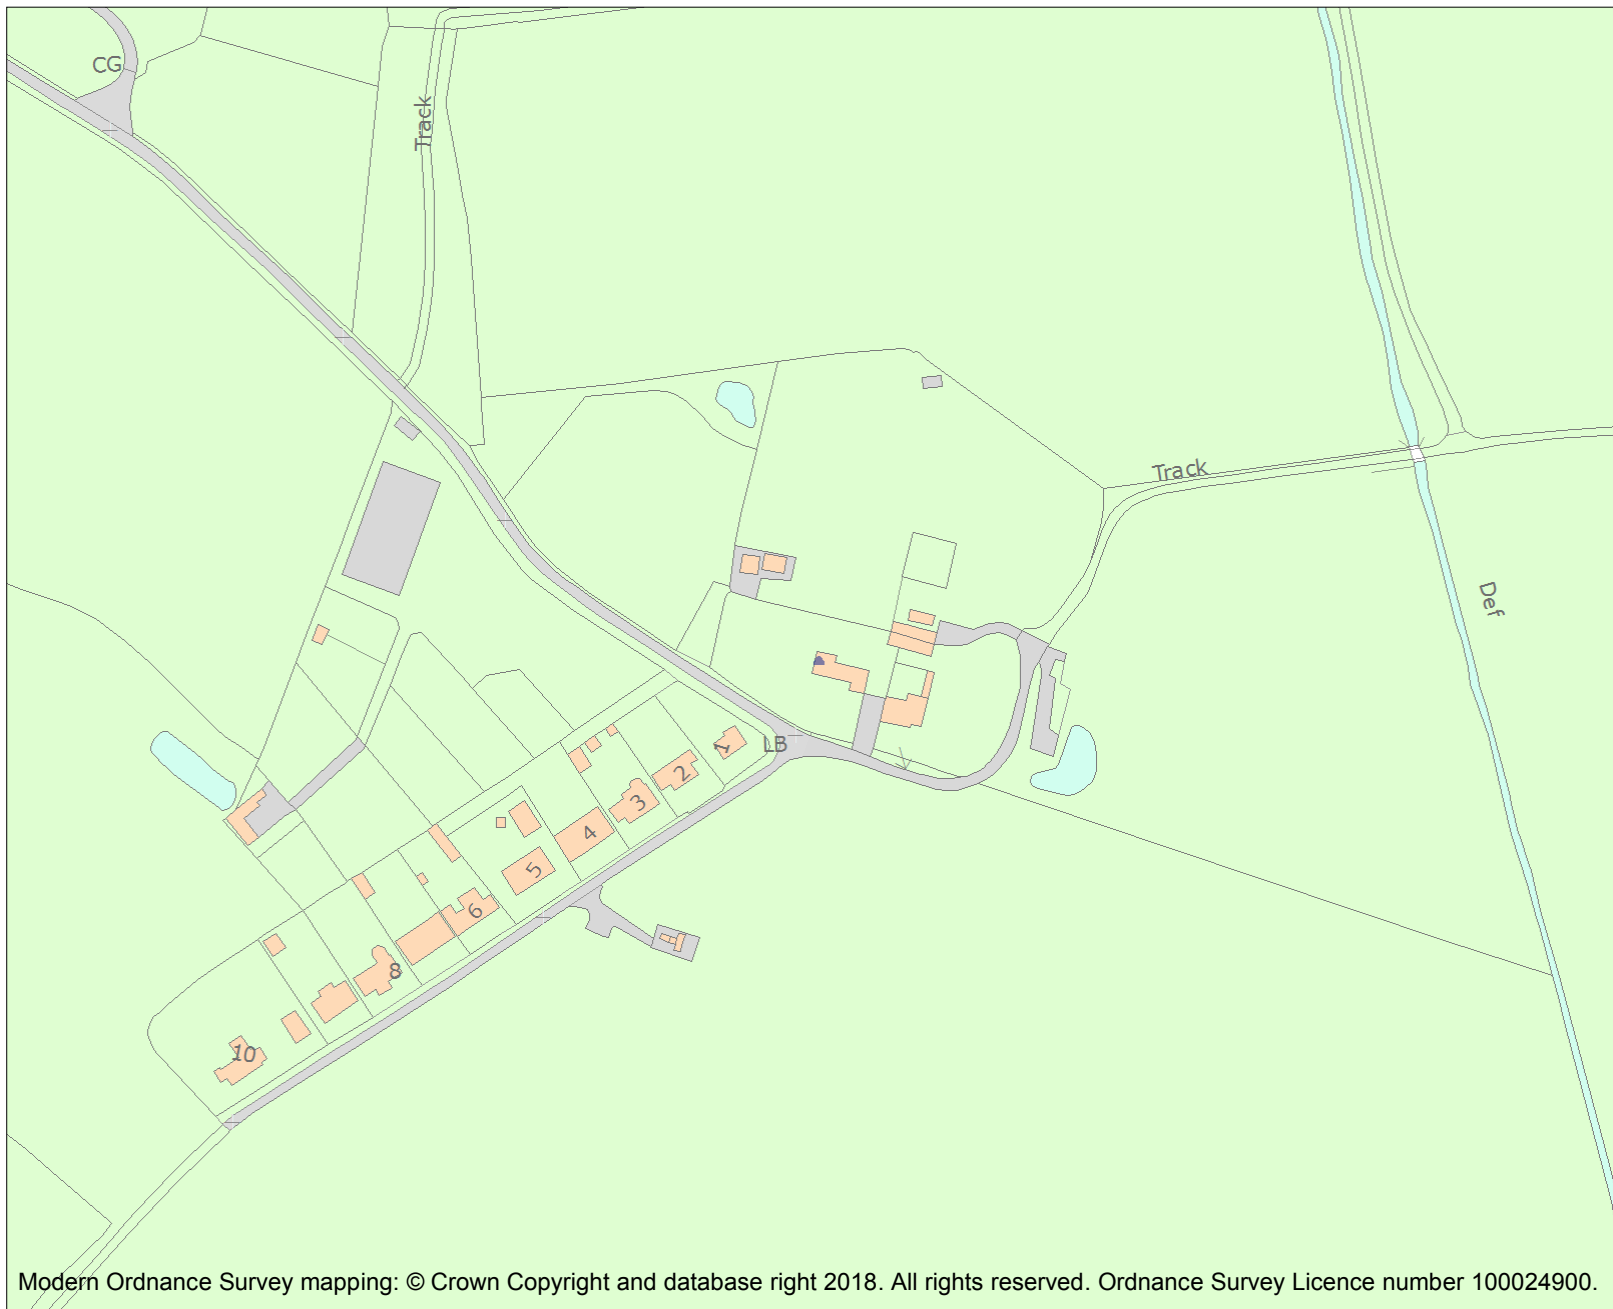 CG
Track
Track
Def
LB
1
2
3
4
5
6
8
10
Modern Ordnance Survey mapping: © Crown Copyright and database right 2018. All rights reserved. Ordnance Survey Licence number 100024900.